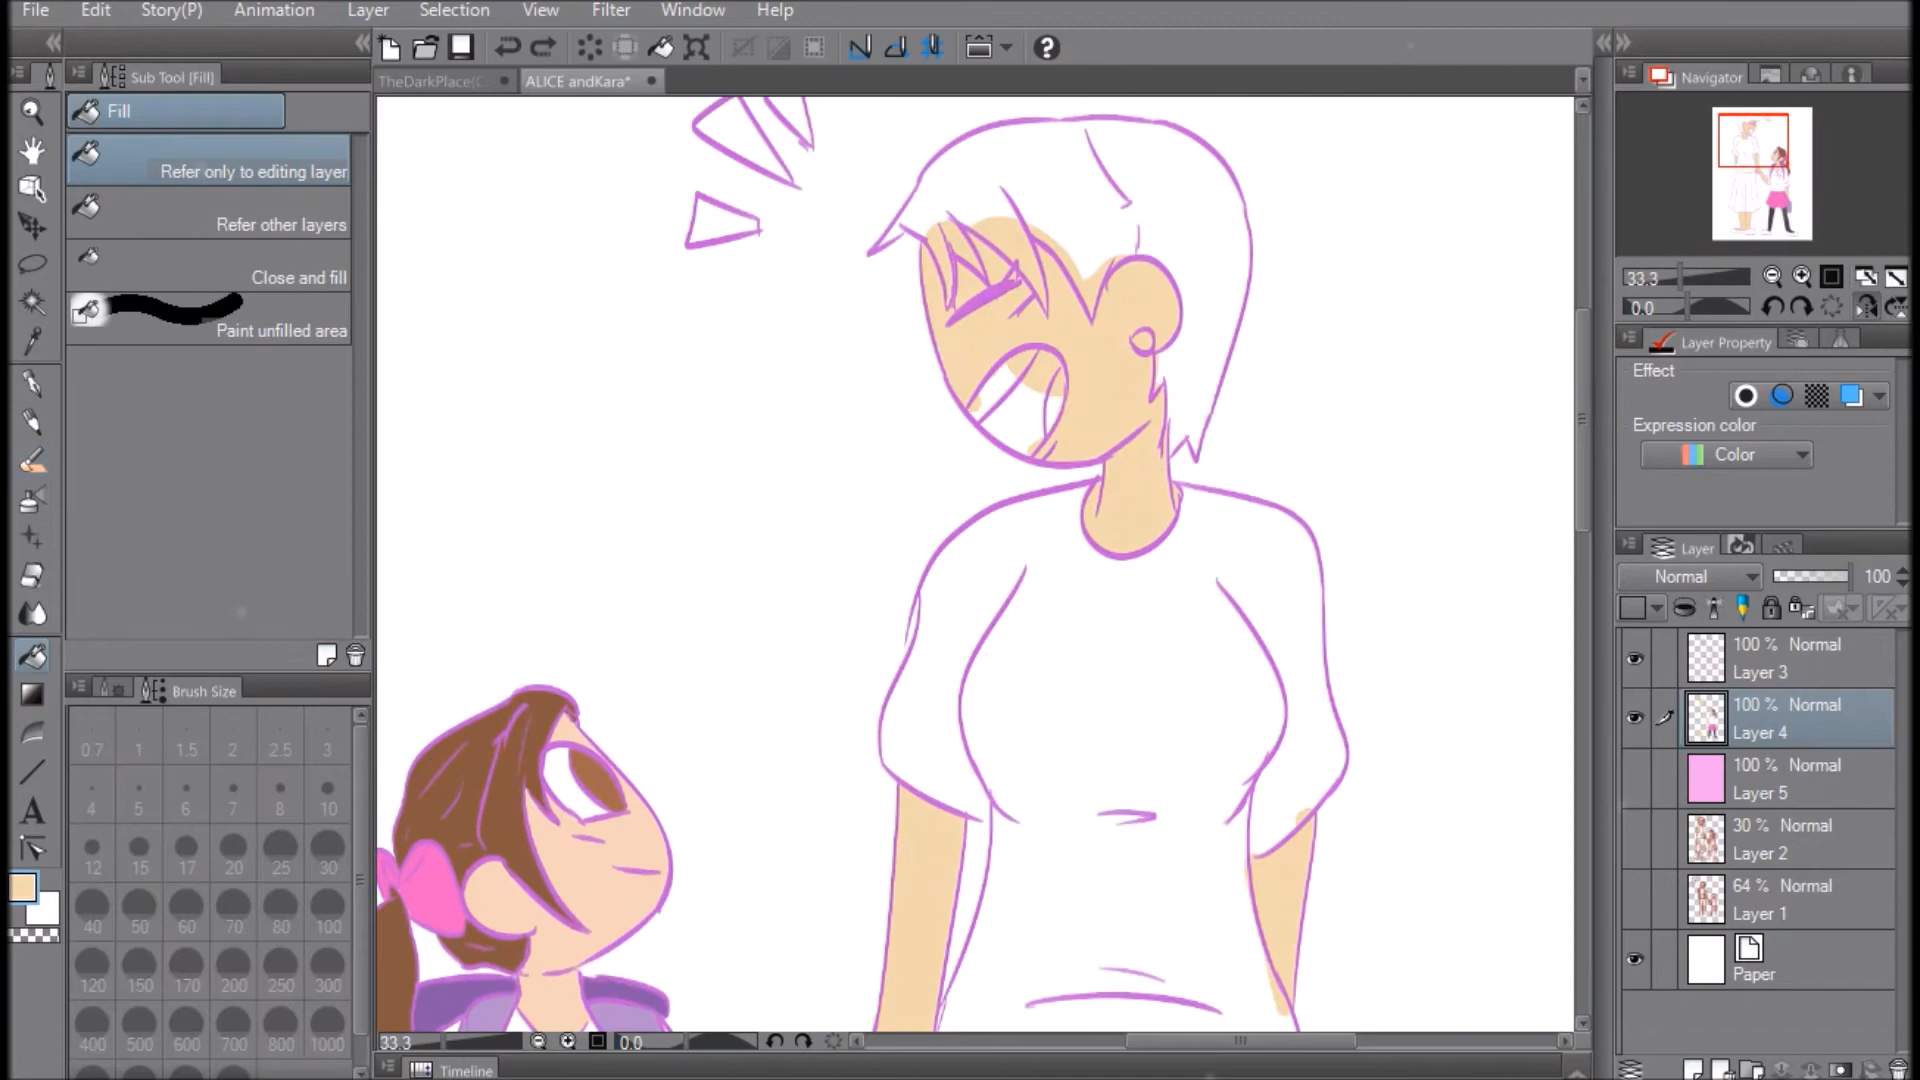 File Edit Story(P) Animation Layer Selection View Filter Window Help
Sub Tool [Fill]
Fill
Refer only to editing layer
Refer other layers
Close and fill
Paint unfilled area
TheDarkPlace(C
ALICE andKara*
Navigator
33.3
0.0
Layer Property
Effect
Expression color
Color
Layer
Normal 100
100 % Normal
Layer 3
100 % Normal
Layer 4
100 % Normal
Layer 5
30 % Normal
Layer 2
64 % Normal
Layer 1
Paper
Brush Size
0.7 1 1.5 2 2.5 3
4 5 6 7 8 10
12 15 17 20 25 30
40 50 60 70 80 100
120 150 170 200 250 300
400 500 600 700 800 1000
33.3 0.0
Timeline